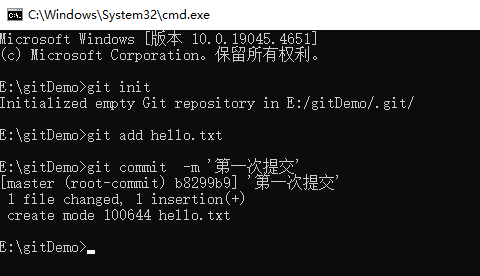 C:\Windows\System32\cmd.exe
Microsoft Windows [版本 10.0.19045.4651]
(c) Microsoft Corporation。保留所有权利。
E:\gitDemo>git init
Initialized empty Git repository in E:/gitDemo/.git/
E:\gitDemo>git add hello.txt
E:\gitDemo>git commit  -m '第一次提交'
[master (root-commit) b8299b9] '第一次提交'
 1 file changed, 1 insertion(+)
 create mode 100644 hello.txt
E:\gitDemo>